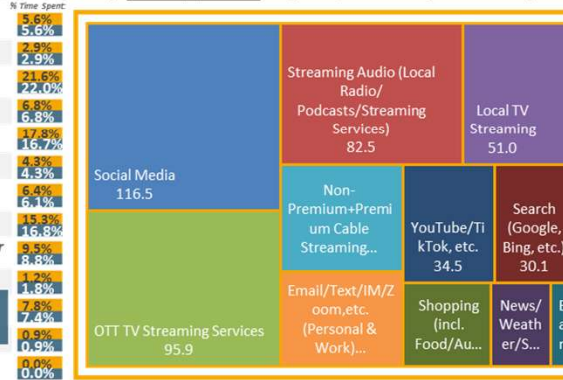 % Time Spent:
5.6%
5.6%
2.9%
2.9%
21.6%
22.0%
6.8%
6.8%
17.8%
16.7%
4.3%
4.3%
6.4%
6.1%
15.3%
16.8%
9.5%
8.8%
1.2%
1.8%
7.8%
7.4%
0.9%
0.9%
0.0%
0.0%
Social Media
116.5
OTT TV Streaming Services
95.9
Streaming Audio (Local
Radio/
Podcasts/Streaming
Services)
82.5
Local TV
Streaming
51.0
Non-
Premium+Premi
um Cable
Streaming...
YouTube/Ti
kTok, etc.
34.5
Search
(Google,
Bing, etc.)
30.1
Email/Text/IM/Z
oom,etc.
(Personal &
Work)...
Shopping
(incl.
Food/Au...
News/
Weath
er/S...